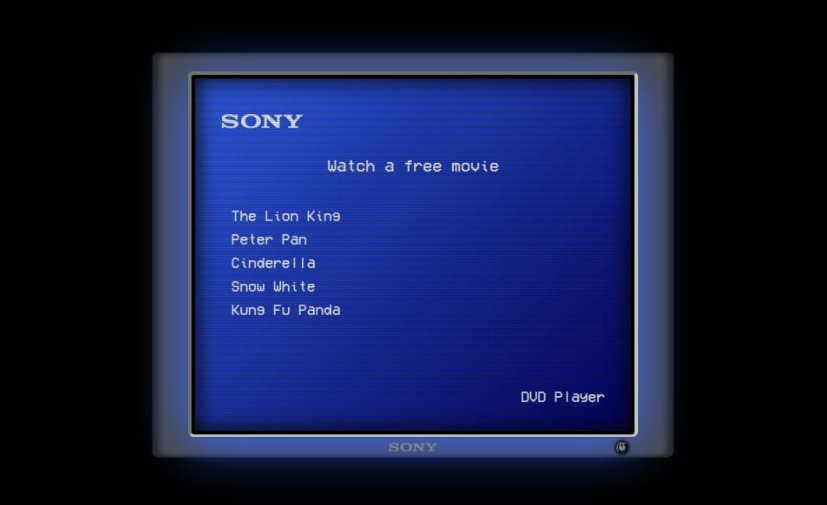 SONY
Watch a free movie
The Lion King
Peter Pan
Cinderella
Snow White
Kung Fu Panda
DVD Player
SONY